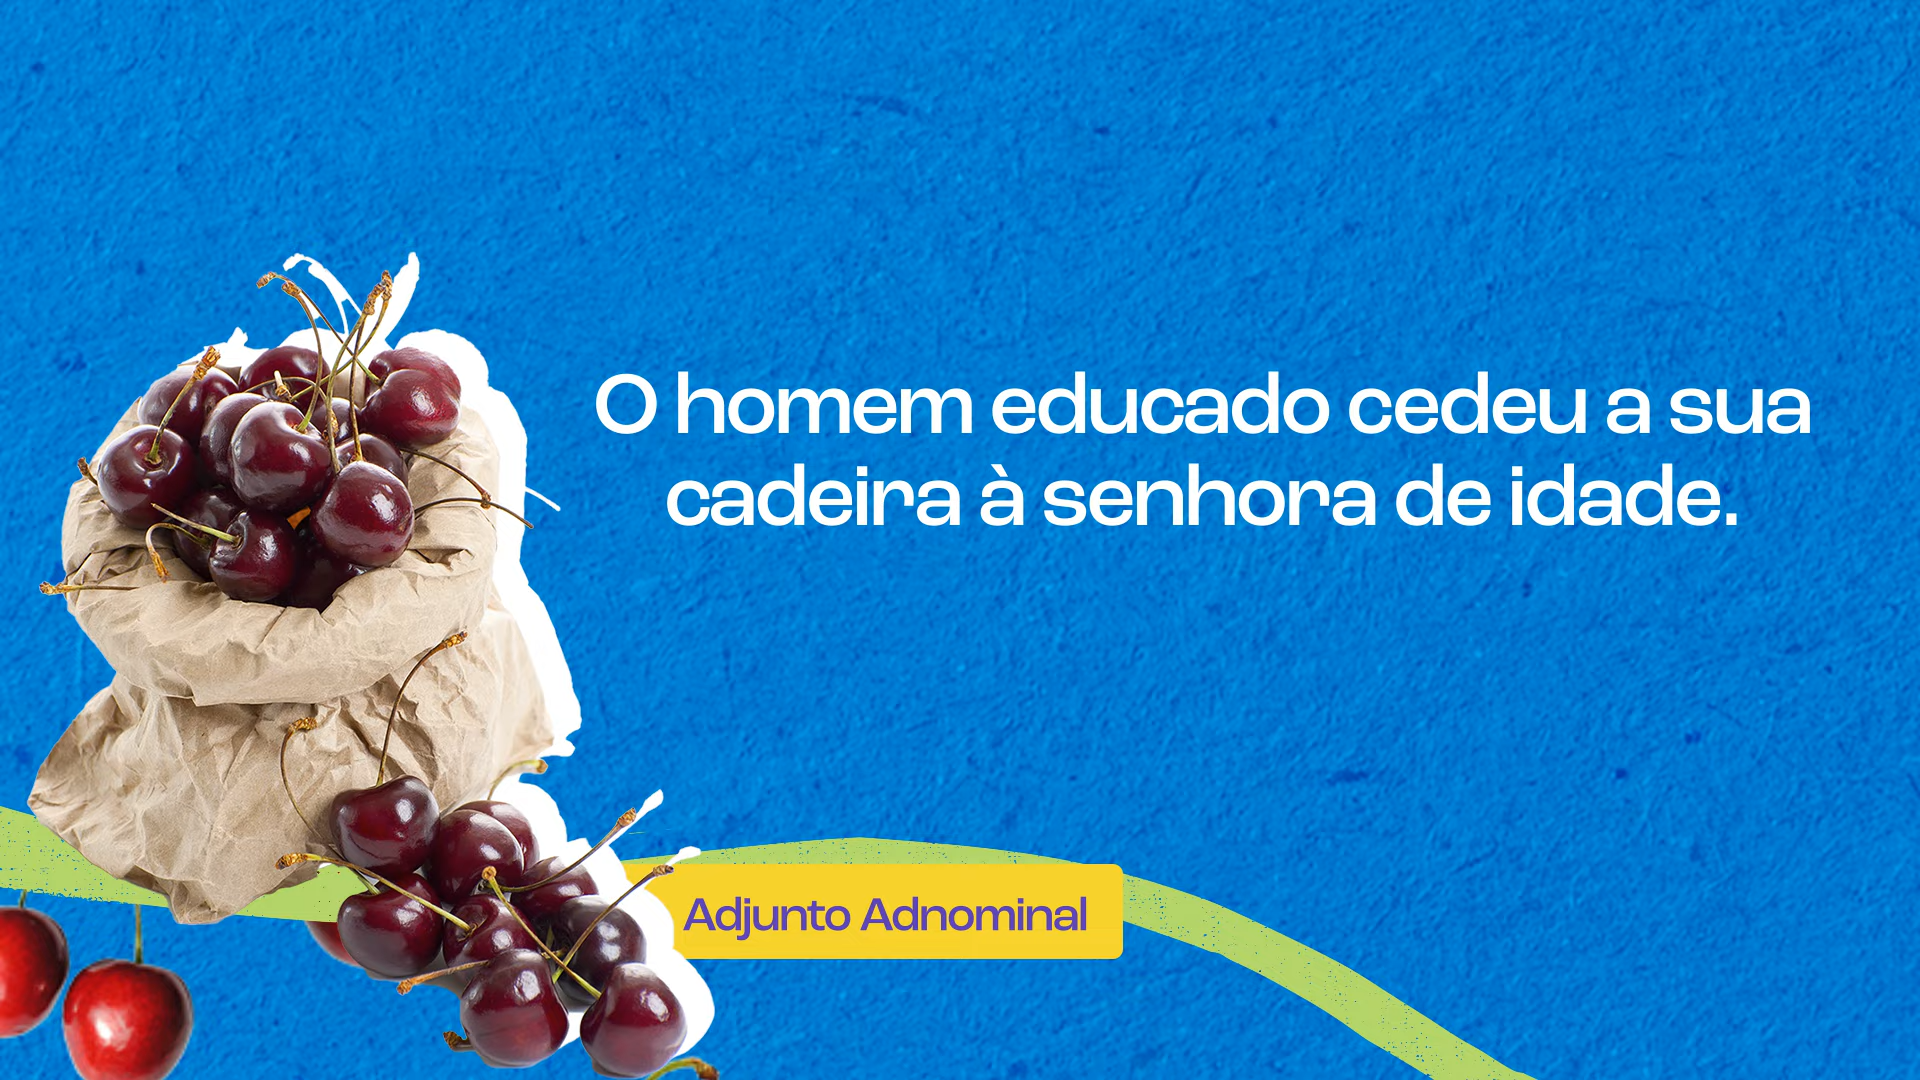 O homem educado cedeu a sua
cadeira à senhora de idade.
Adjunto Adnominal